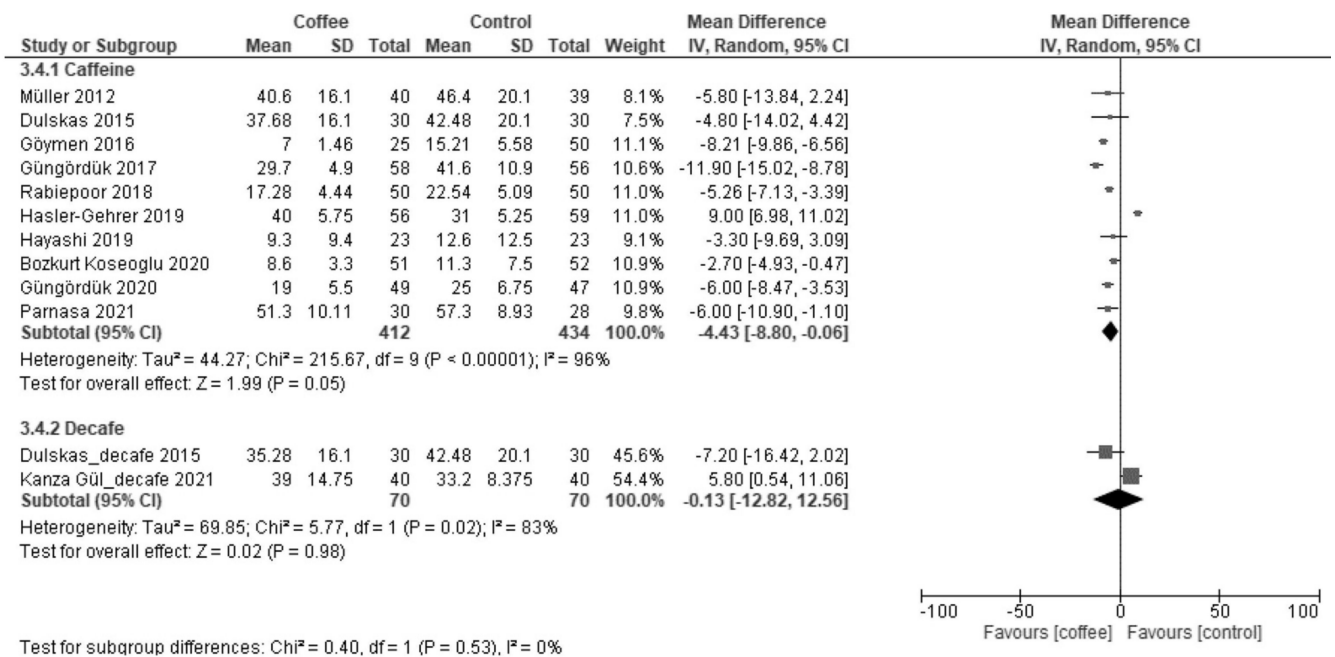 Coffee Control Mean Difference Mean Difference
Study or Subgroup Mean SD Total Mean SD Total Weight IV, Random, 95% CI IV, Random, 95% CI
3.4.1 Caffeine
Müller 2012 40.6 16.1 40 46.4 20.1 39 8.1% -5.80 [-13.84, 2.24]
Dulskas 2015 37.68 16.1 30 42.48 20.1 30 7.5% -4.80 [-14.02, 4.42]
Göymen 2016 7 1.46 25 15.21 5.58 50 11.1% -8.21 [-9.86, -6.56]
Güngördük 2017 29.7 4.9 58 41.6 10.9 56 10.6% -11.90 [-15.02, -8.78]
Rabiepoor 2018 17.28 4.44 50 22.54 5.09 50 11.0% -5.26 [-7.13, -3.39]
Hasler-Gehrer 2019 40 5.75 56 31 5.25 59 11.0% 9.00 [6.98, 11.02]
Hayashi 2019 9.3 9.4 23 12.6 12.5 23 9.1% -3.30 [-9.69, 3.09]
Bozkurt Koseoglu 2020 8.6 3.3 51 11.3 7.5 52 10.9% -2.70 [-4.93, -0.47]
Güngördük 2020 19 5.5 49 25 6.75 47 10.9% -6.00 [-8.47, -3.53]
Parnasa 2021 51.3 10.11 30 57.3 8.93 28 9.8% -6.00 [-10.90, -1.10]
Subtotal (95% CI) 412 434 100.0% -4.43 [-8.80, -0.06]
Heterogeneity: Tau² = 44.27; Chi² = 215.67, df = 9 (P < 0.00001); I² = 96%
Test for overall effect: Z = 1.99 (P = 0.05)
3.4.2 Decafe
Dulskas_decafe 2015 35.28 16.1 30 42.48 20.1 30 45.6% -7.20 [-16.42, 2.02]
Kanza Gül_decafe 2021 39 14.75 40 33.2 8.375 40 54.4% 5.80 [0.54, 11.06]
Subtotal (95% CI) 70 70 100.0% -0.13 [-12.82, 12.56]
Heterogeneity: Tau² = 69.85; Chi² = 5.77, df = 1 (P = 0.02); I² = 83%
Test for overall effect: Z = 0.02 (P = 0.98)
-100 -50 0 50 100
Favours [coffee] Favours [control]
Test for subgroup differences: Chi² = 0.40, df = 1 (P = 0.53), I² = 0%